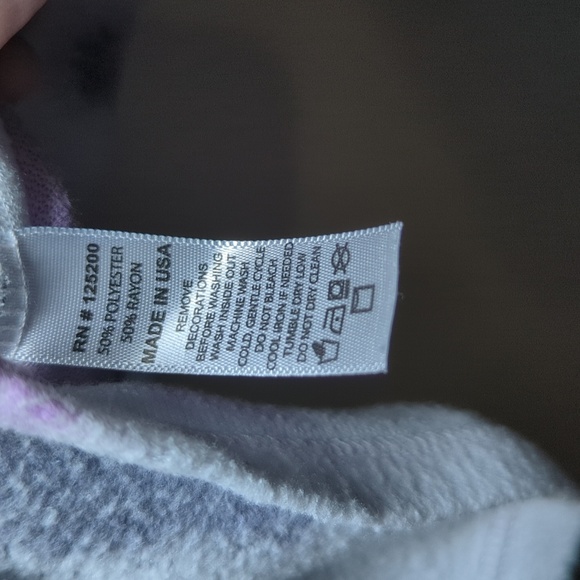 RN # 125200
50% POLYESTER
50% RAYON
MADE IN USA
REMOVE
DECORATIONS
BEFORE WASHING
WASH INSIDE OUT
MACHINE WASH
COLD, GENTLE CYCLE
DO NOT BLEACH
COOL IRON IF NEEDED
TUMBLE DRY LOW
DO NOT DRY CLEAN